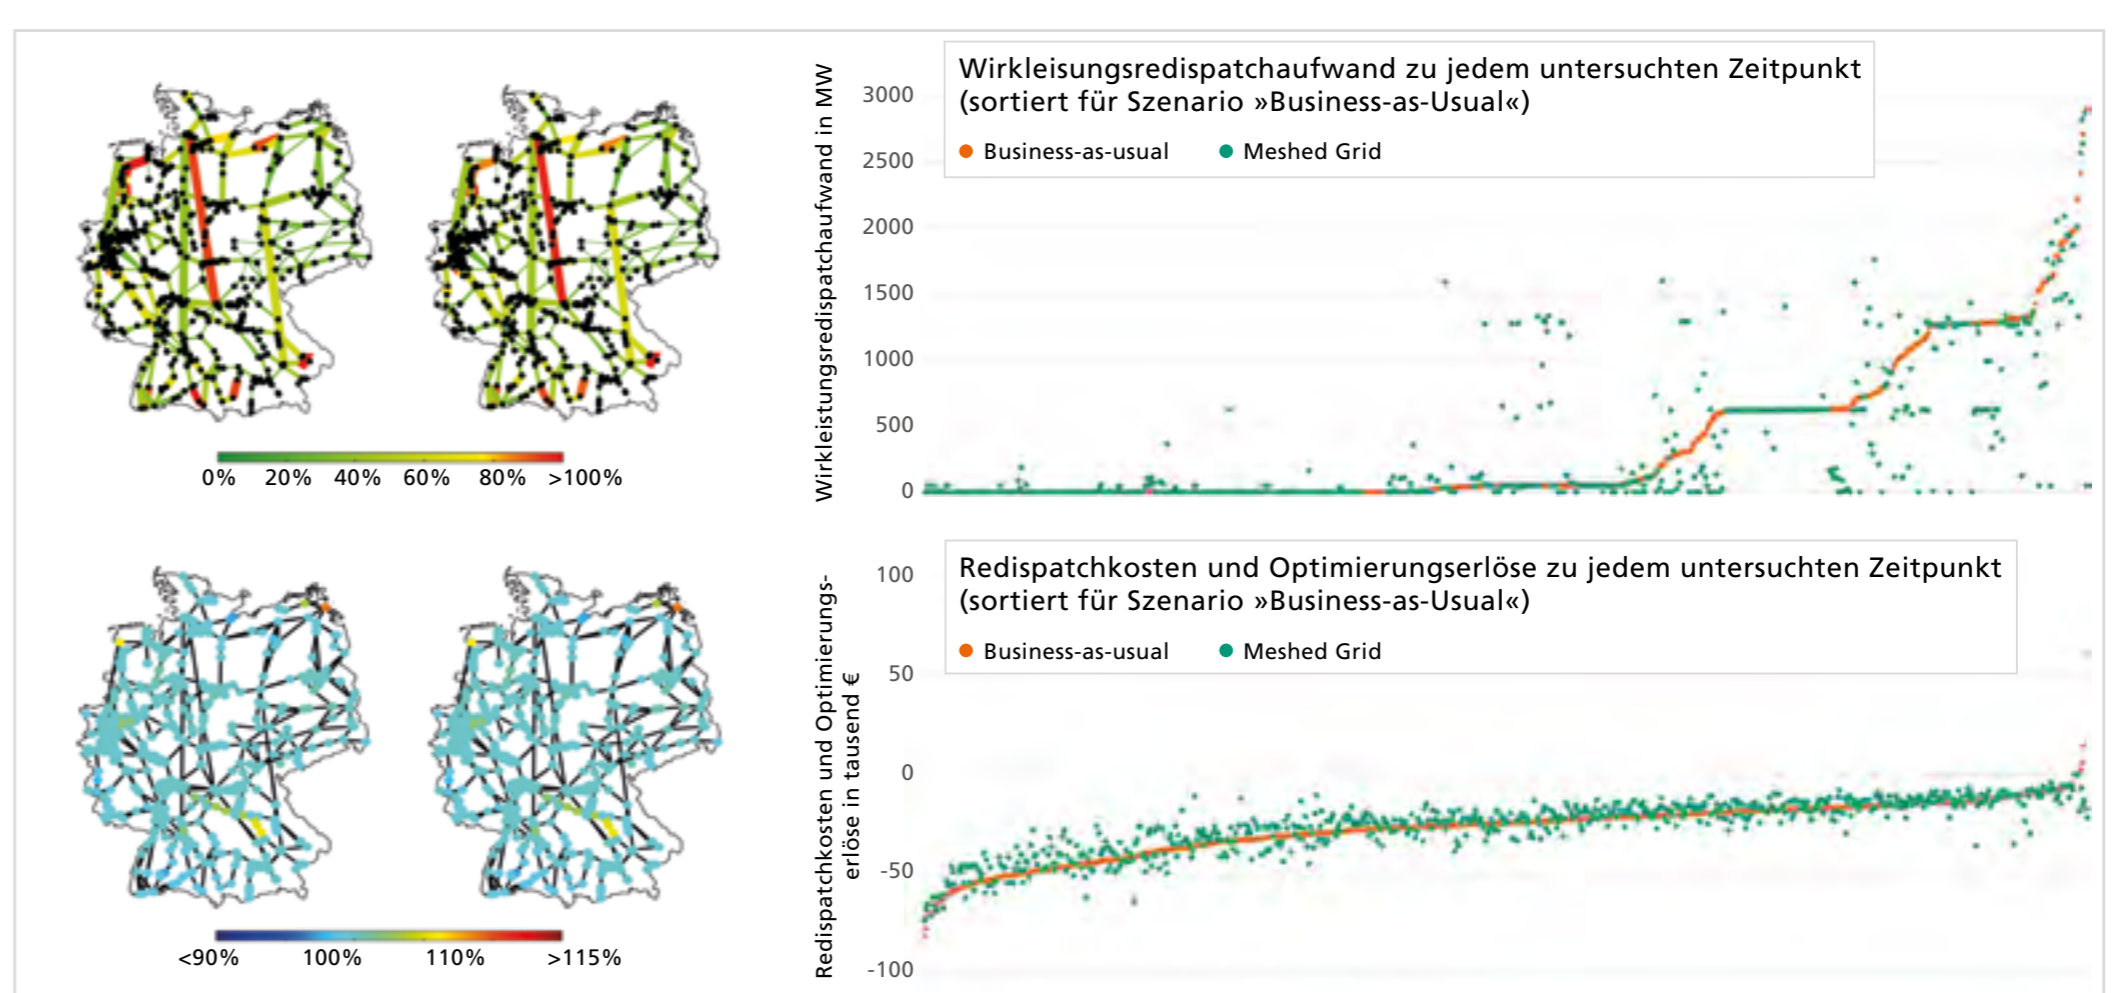 Wirkleistungsredispatchaufwand in MW
Wirkleisungsredispatchaufwand zu jedem untersuchten Zeitpunkt
(sortiert für Szenario »Business-as-Usual«)
Business-as-usual
Meshed Grid
3000
2500
2000
1500
1000
500
0
0%
20%
40%
60%
80%
>100%
Redispatchkosten und Optimierungs-
erlöse in tausend €
Redispatchkosten und Optimierungserlöse zu jedem untersuchten Zeitpunkt
(sortiert für Szenario »Business-as-Usual«)
Business-as-usual
Meshed Grid
100
50
0
-50
-100
<90%
100%
110%
>115%